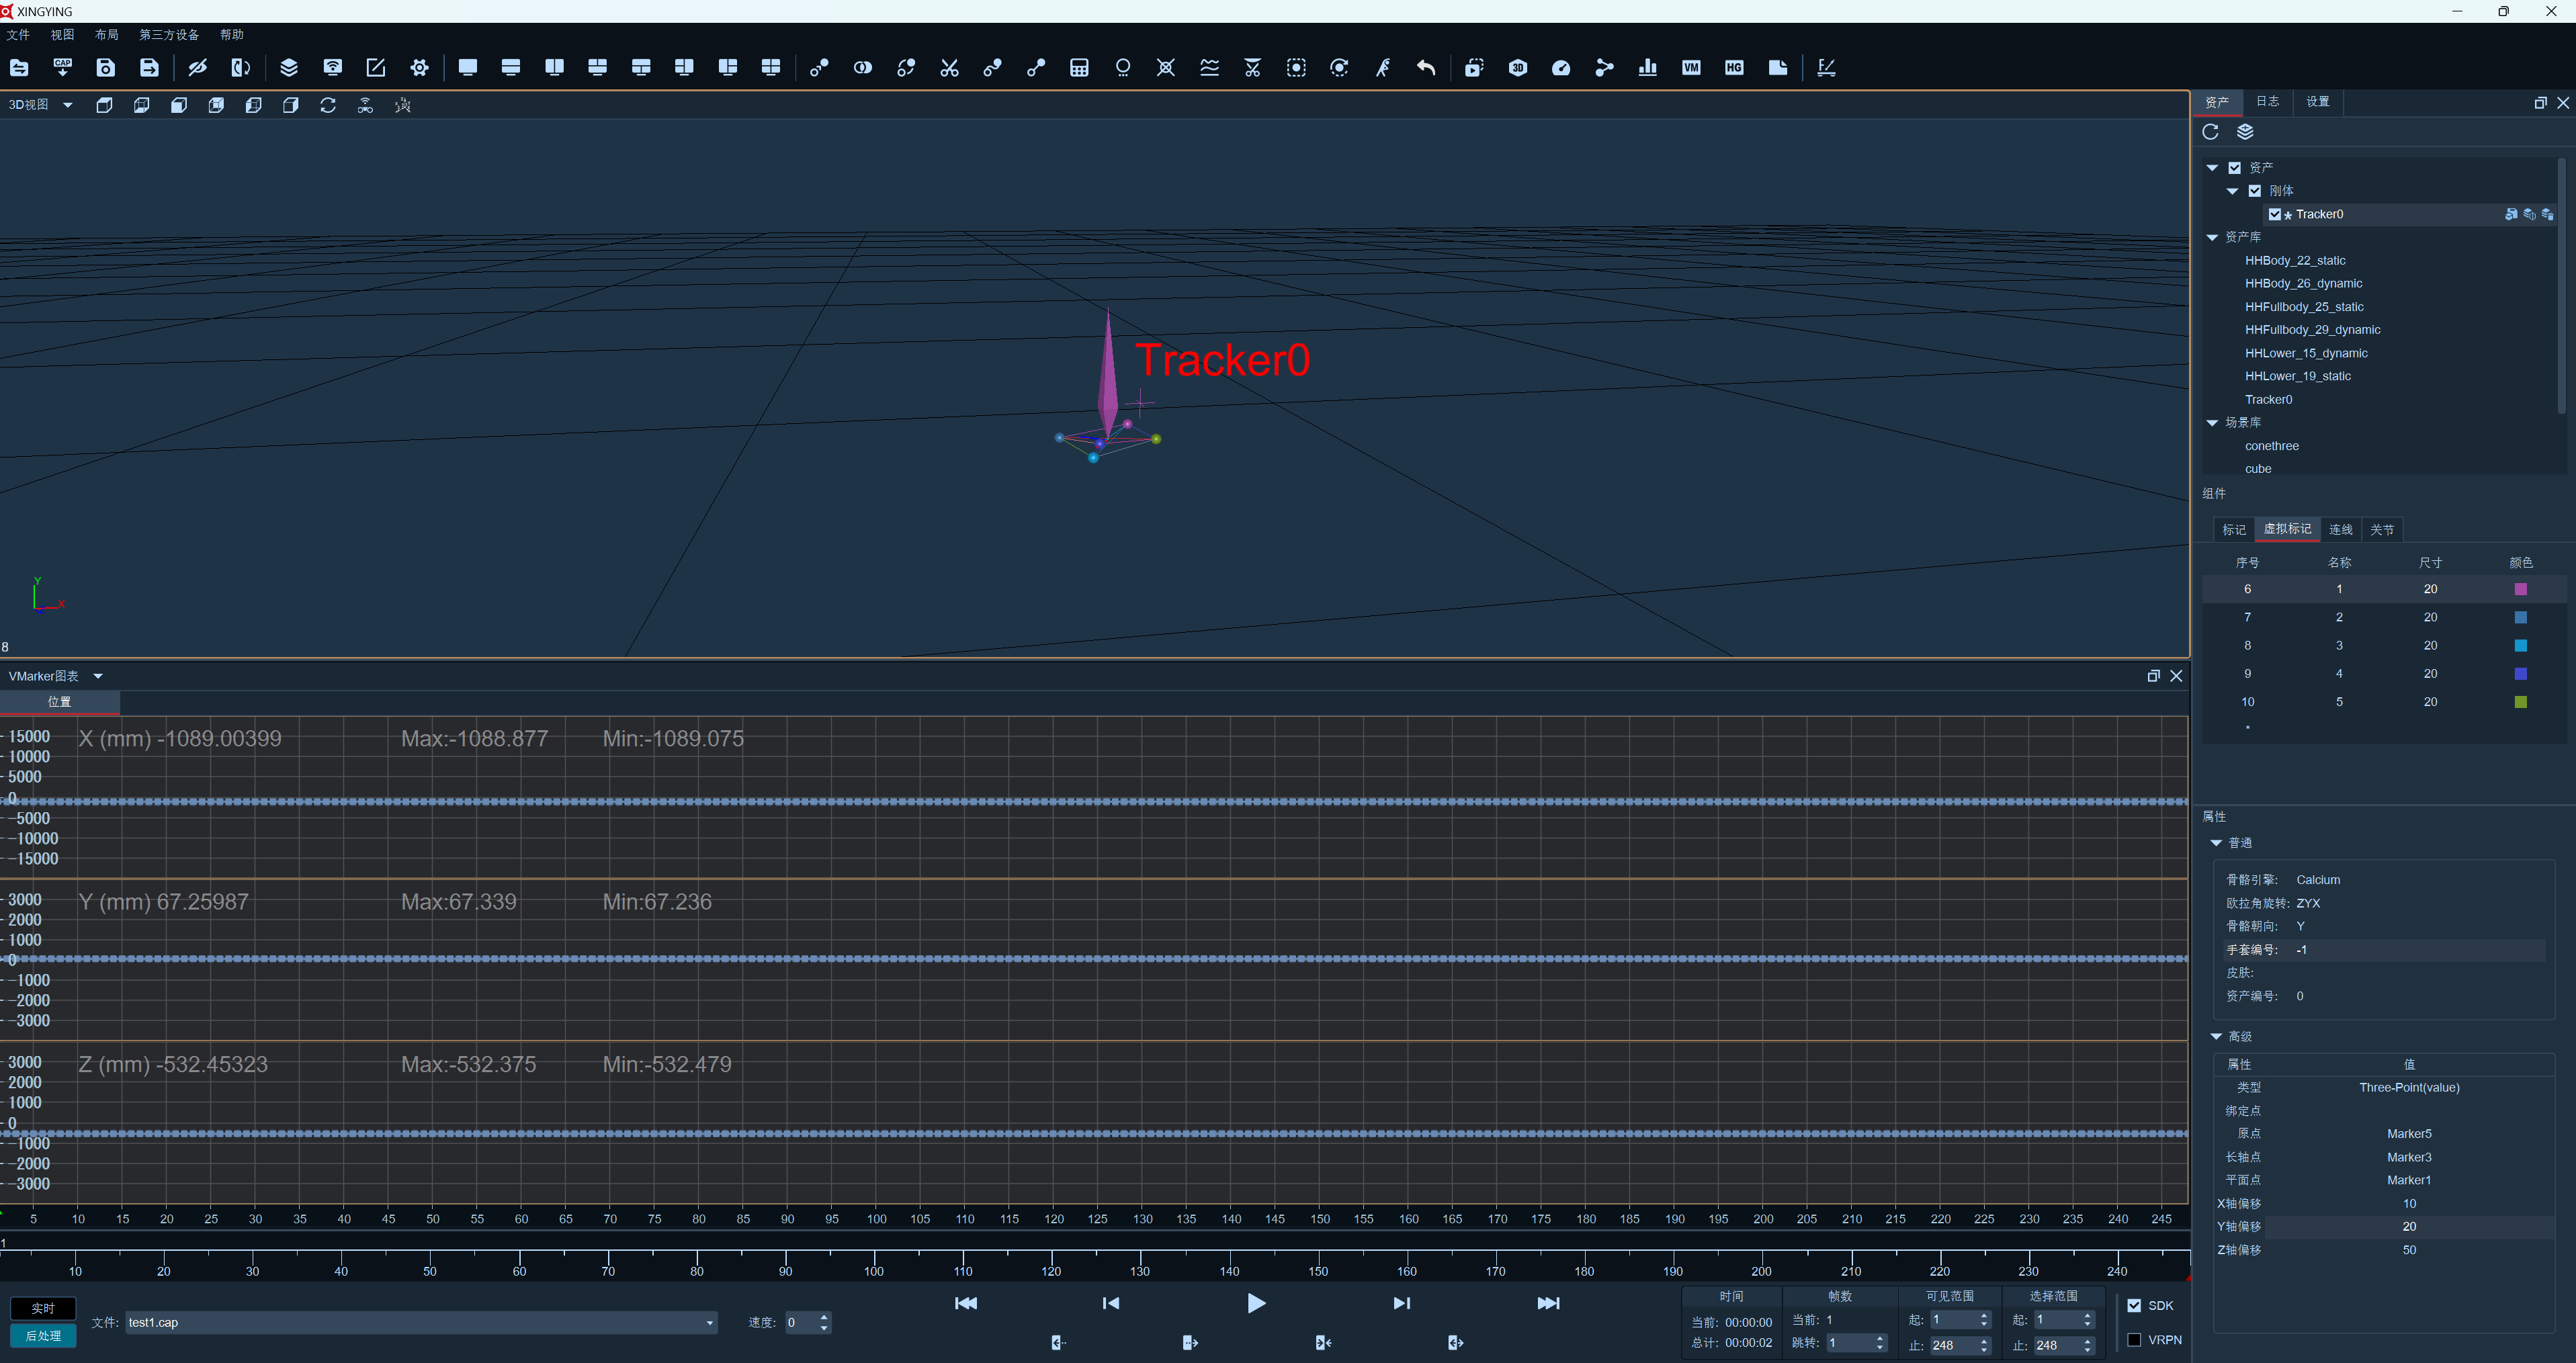 XINGYING
文件 视图 布局 第三方设备 帮助
CAP 3D VM HG
3D视图
Tracker0
Y
X
8
VMarker图表
位置
15000 X (mm) -1089.00399 Max:-1088.877 Min:-1089.075
10000
5000
0
-5000
-10000
-15000
3000 Y (mm) 67.25987 Max:67.339 Min:67.236
2000
1000
0
-1000
-2000
-3000
3000 Z (mm) -532.45323 Max:-532.375 Min:-532.479
2000
1000
0
-1000
-2000
-3000
5 10 15 20 25 30 35 40 45 50 55 60 65 70 75 80 85 90 95 100 105 110 115 120 125 130 135 140 145 150 155 160 165 170 175 180 185 190 195 200 205 210 215 220 225 230 235 240 245
1
10 20 30 40 50 60 70 80 90 100 110 120 130 140 150 160 170 180 190 200 210 220 230 240
实时
后处理
文件: test1.cap
速度: 0
时间
当前: 00:00:00
总计: 00:00:02
帧数
当前: 1
跳转: 1
可见范围
起: 1
止: 248
选择范围
起: 1
止: 248
SDK
VRPN
资产 日志 设置
资产
刚体
Tracker0
资产库
HHBody_22_static
HHBody_26_dynamic
HHFullbody_25_static
HHFullbody_29_dynamic
HHLower_15_dynamic
HHLower_19_static
Tracker0
场景库
conethree
cube
组件
标记 虚拟标记 连线 关节
序号 名称 尺寸 颜色
6 1 20
7 2 20
8 3 20
9 4 20
10 5 20
*
属性
普通
骨骼引擎: Calcium
欧拉角旋转: ZYX
骨骼朝向: Y
手套编号: -1
皮肤:
资产编号: 0
高级
属性 值
类型 Three-Point(value)
绑定点
原点 Marker5
长轴点 Marker3
平面点 Marker1
X轴偏移 10
Y轴偏移 20
Z轴偏移 50